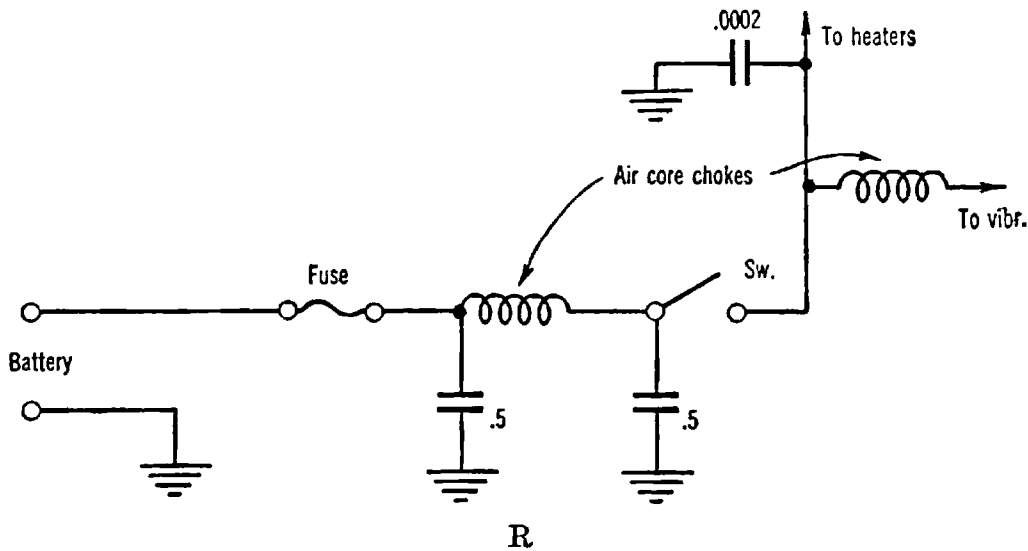 .0002
To heaters
Air core chokes
To vibr.
Fuse
Sw.
Battery
.5
.5
R